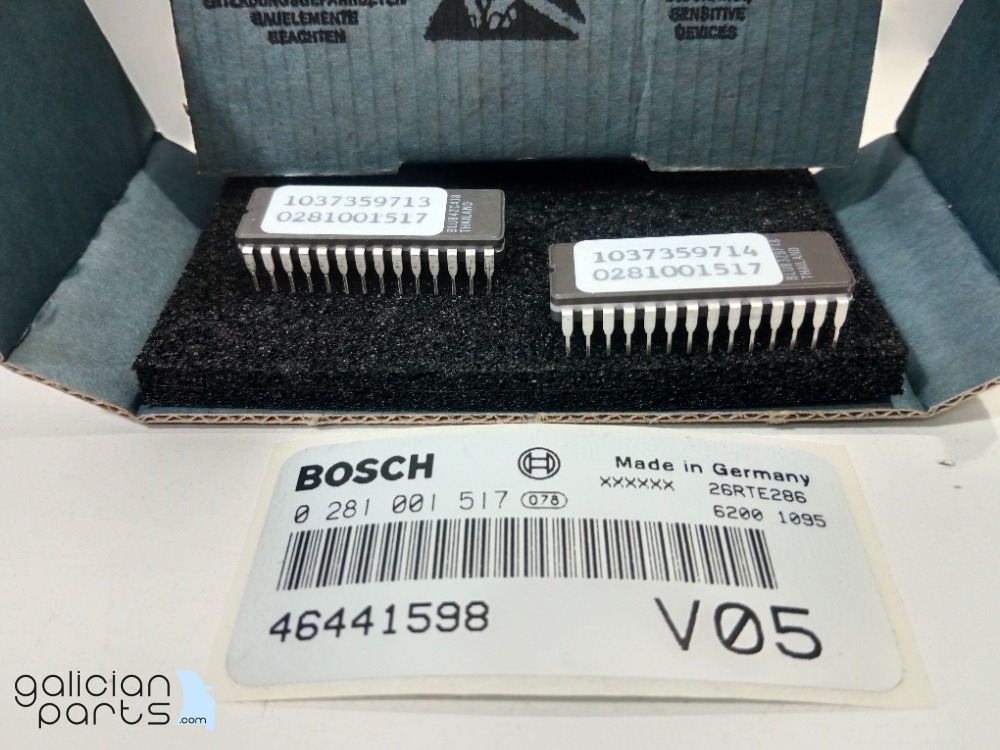 ENTLADUNGSGEFÄHRDETEN
BAUELEMENTE
BEACHTEN
SENSITIVE
DEVICES
1037359713
0281001517
THAILAND
1037359714
0281001517
THAILAND
BOSCH
Made in Germany
0 281 001 517 078
xxxxxx 26RTE286
6200 1095
46441598
V05
galician
parts.com